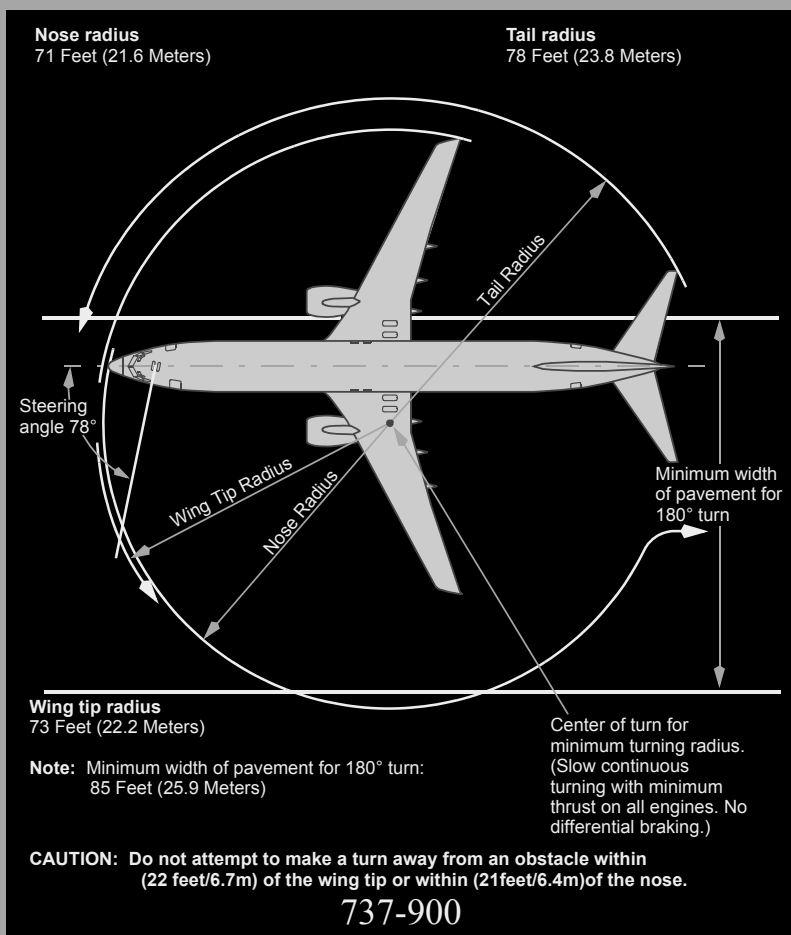 Nose radius
71 Feet (21.6 Meters)
Tail radius
78 Feet (23.8 Meters)
Tail Radius
Steering
angle 78°
Wing Tip Radius
Nose Radius
Minimum width
of pavement for
180° turn
Wing tip radius
73 Feet (22.2 Meters)
Note: Minimum width of pavement for 180° turn:
85 Feet (25.9 Meters)
Center of turn for
minimum turning radius.
(Slow continuous
turning with minimum
thrust on all engines. No
differential braking.)
CAUTION: Do not attempt to make a turn away from an obstacle within
(22 feet/6.7m) of the wing tip or within (21feet/6.4m)of the nose.
737-900